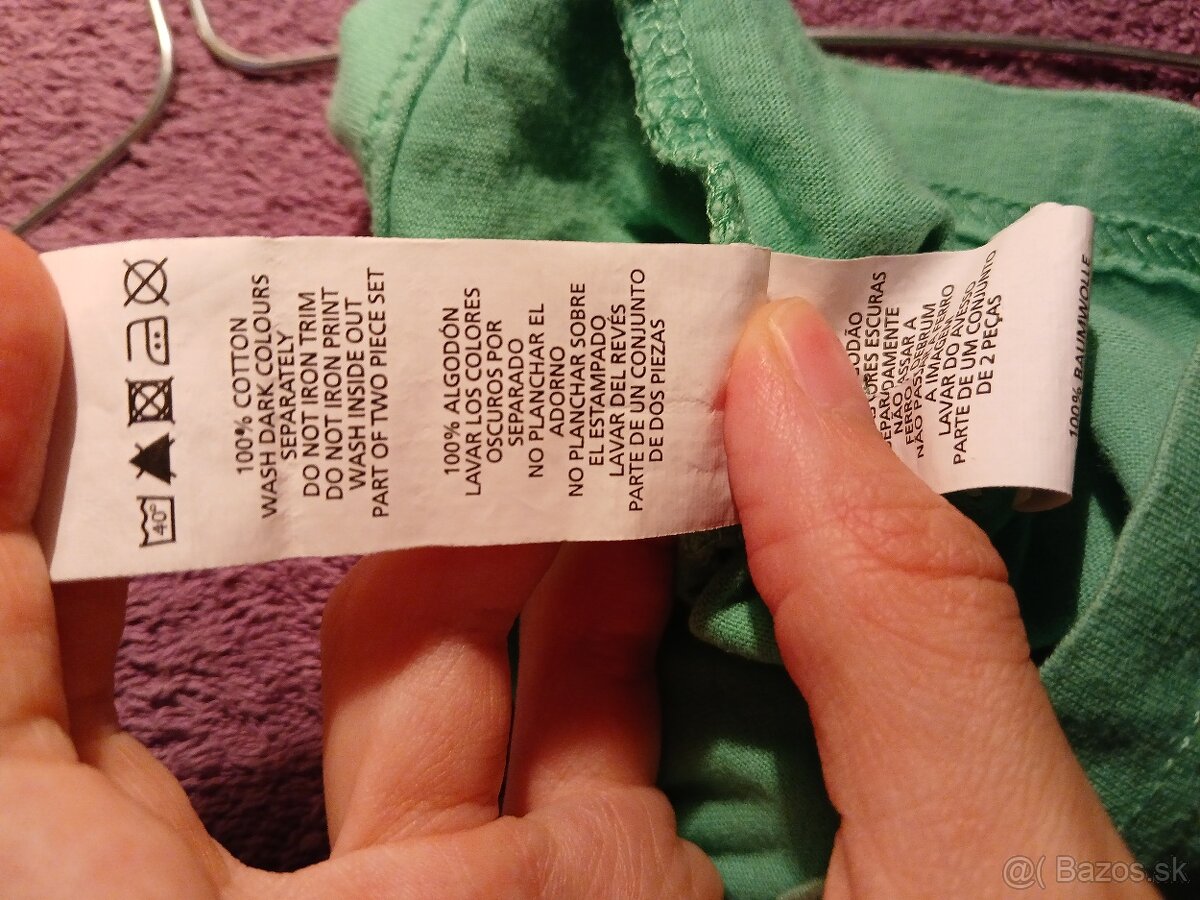 40°
100% COTTON
WASH DARK COLOURS
SEPARATELY
DO NOT IRON TRIM
DO NOT IRON PRINT
WASH INSIDE OUT
PART OF TWO PIECE SET
100% ALGODÓN
LAVAR LOS COLORES
OSCUROS POR
SEPARADO
NO PLANCHAR EL
ADORNO
NO PLANCHAR SOBRE
EL ESTAMPADO
LAVAR DEL REVÉS
PARTE DE UN CONJUNTO
DE DOS PIEZAS
ESCURAS
NÃO
A IMAGEM
LAVAR DO AVESSO
PARTE DE UM CONJUNTO
DE 2 PEÇAS
100% BAUMWOLLE
@( Bazos.sk